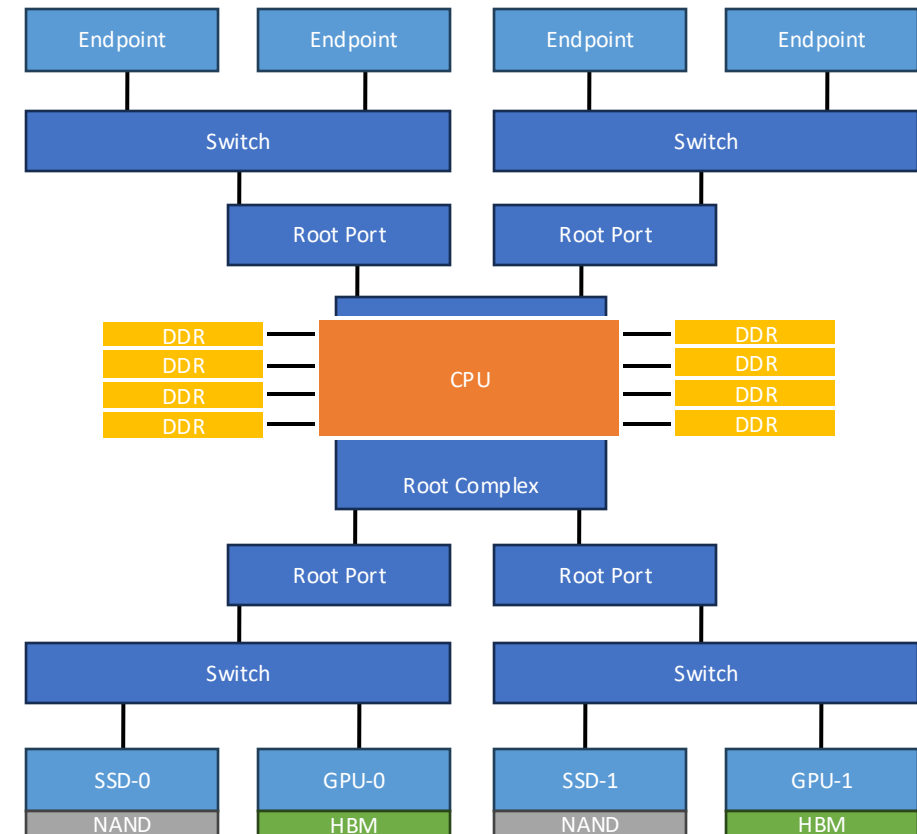 Endpoint
Endpoint
Endpoint
Endpoint
Switch
Switch
Root Port
Root Port
DDR
DDR
DDR
DDR
CPU
DDR
DDR
DDR
DDR
Root Complex
Root Port
Root Port
Switch
Switch
SSD-0
GPU-0
SSD-1
GPU-1
NAND
HBM
NAND
HBM